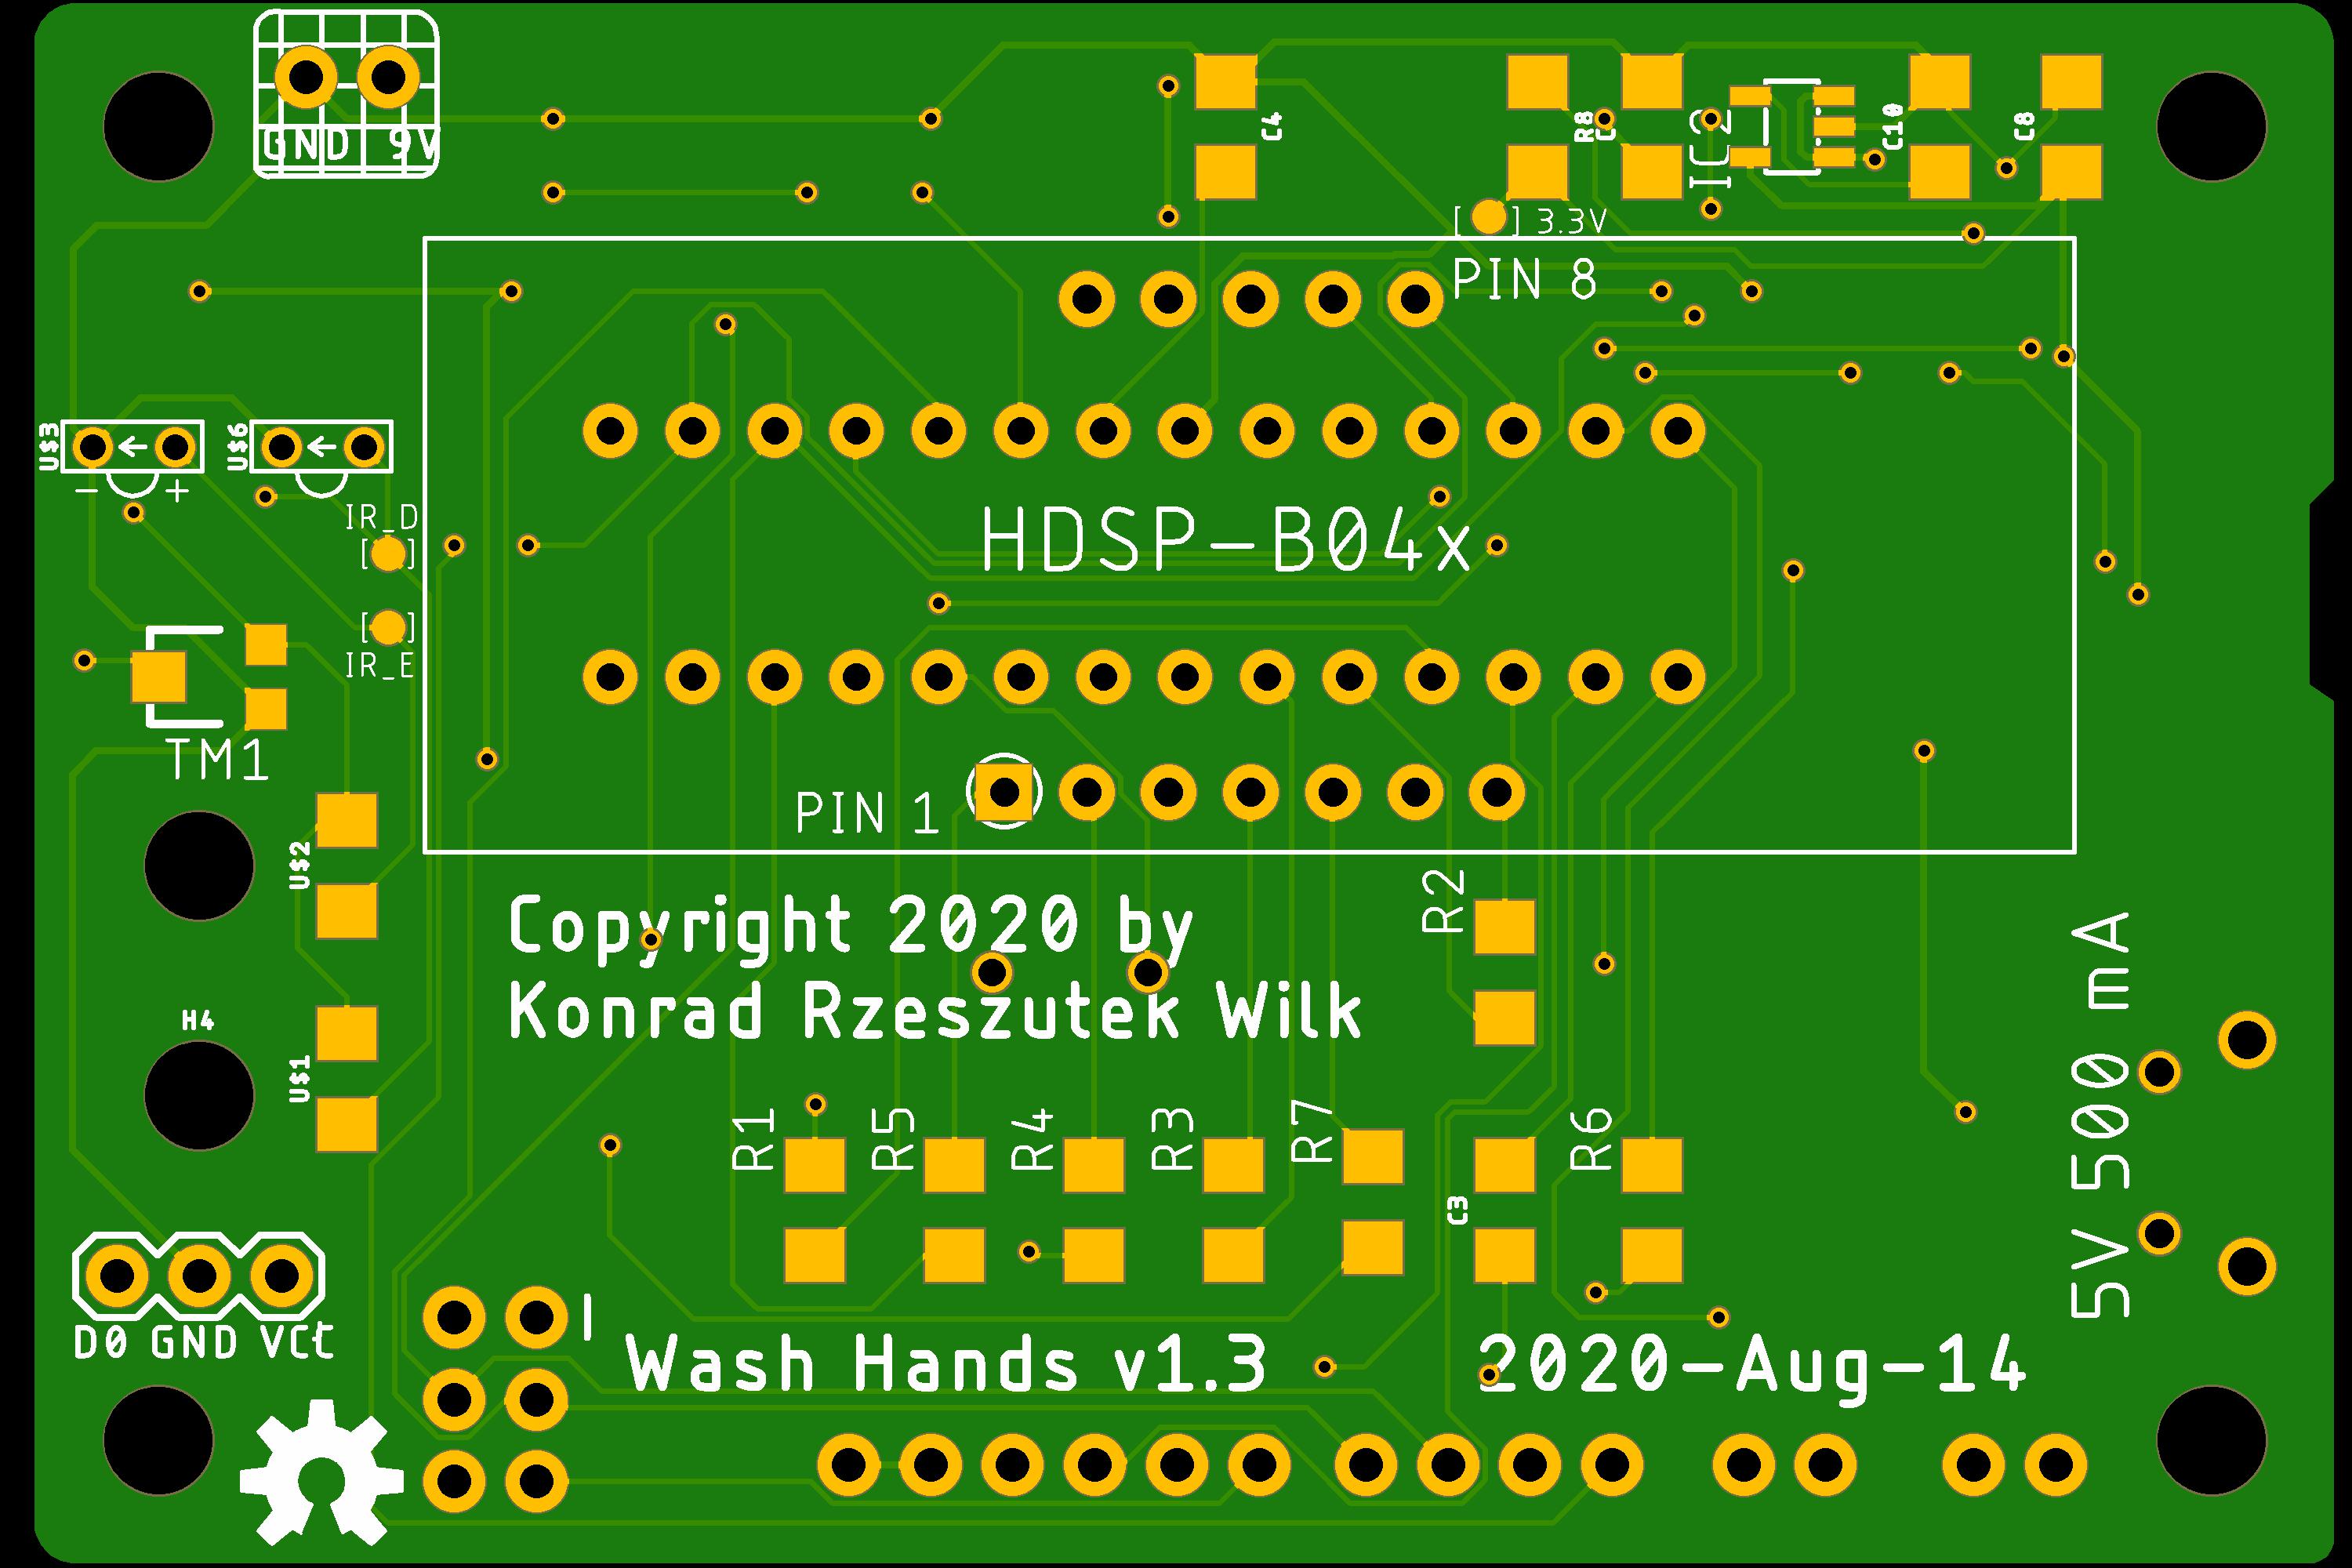 GND 9V
C4
R8
C
IC2
C10
C8
[ ] 3.3V
PIN 8
U$3
U$6
- +
IR_D
[ ]
[ ]
IR_E
HDSP-B04x
TM1
PIN 1
U$2
R2
Copyright 2020 by
Konrad Rzeszutek Wilk
5V 500 mA
H4
U$1
R1
R5
R4
R3
R7
C3
R6
D0 GND
Wash Hands v1.3
2020-Aug-14